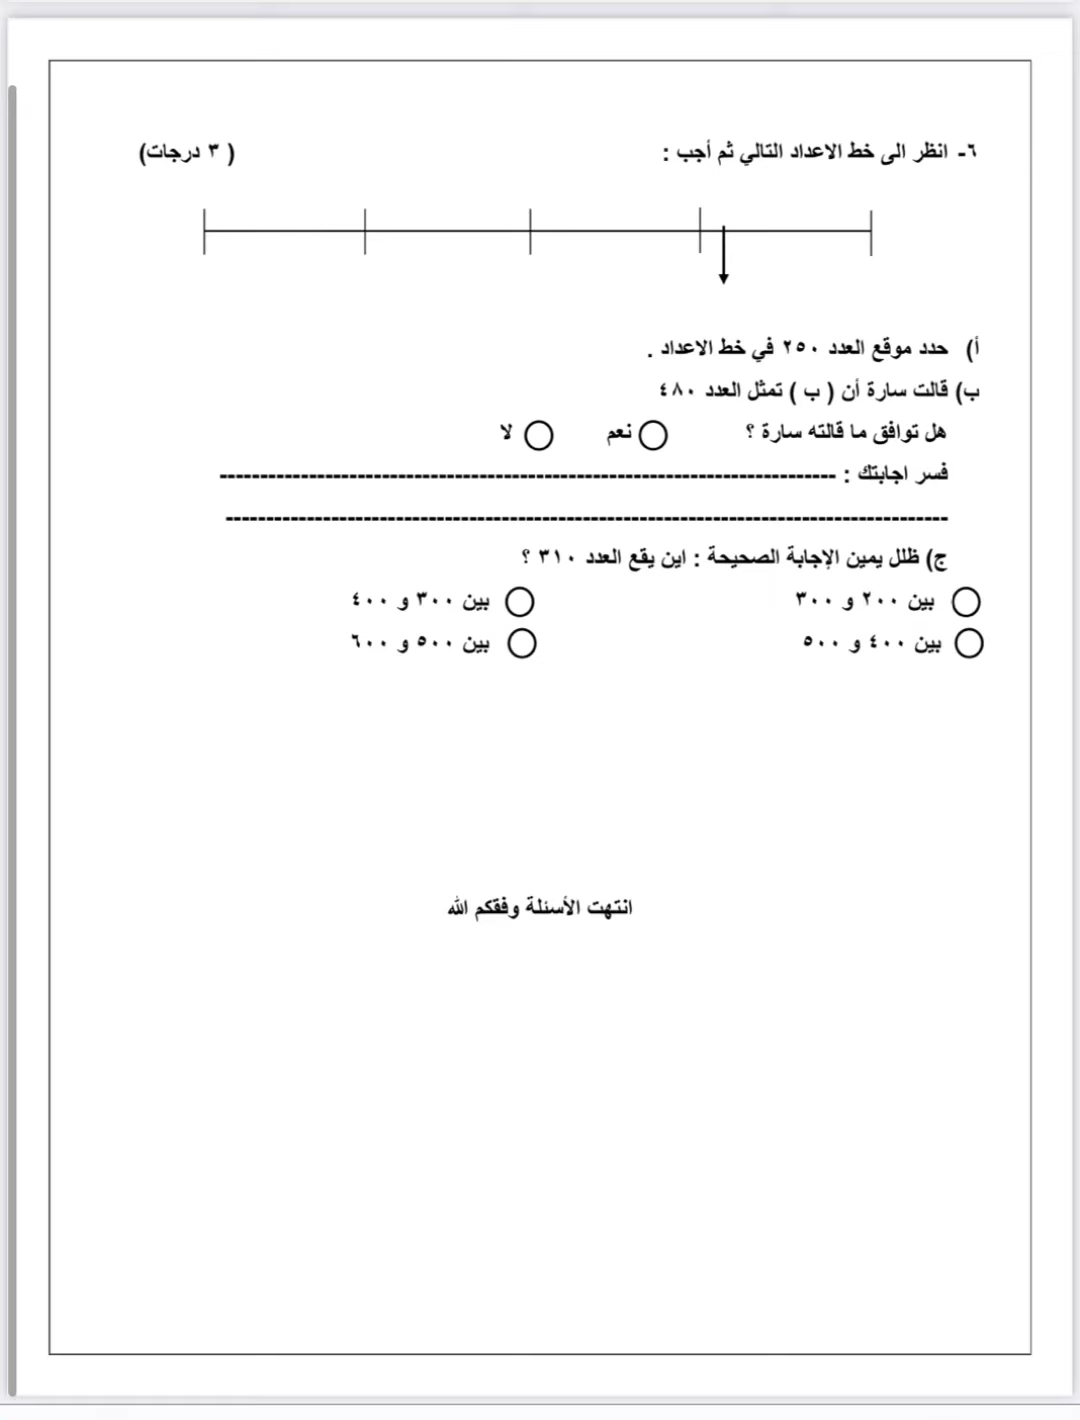 ٦- انظر الى خط الاعداد التالي ثم أجب : ( ٣ درجات)
أ) حدد موقع العدد ٢٥٠ في خط الاعداد .
ب) قالت سارة أن ( ب ) تمثل العدد ٤٨٠
هل توافق ما قالته سارة ؟ نعم لا
فسر اجابتك : ------------------------------------------------------------
------------------------------------------------------------
ج) ظلل يمين الإجابة الصحيحة : اين يقع العدد ٣١٠ ؟
بين ٢٠٠ و ٣٠٠ بين ٣٠٠ و ٤٠٠
بين ٤٠٠ و ٥٠٠ بين ٥٠٠ و ٦٠٠
انتهت الأسئلة وفقكم الله